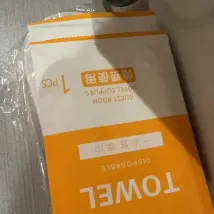 TOWEL
DISPOSABLE
GUEST ROOM
HOTEL SUPPLIES
1 PCS